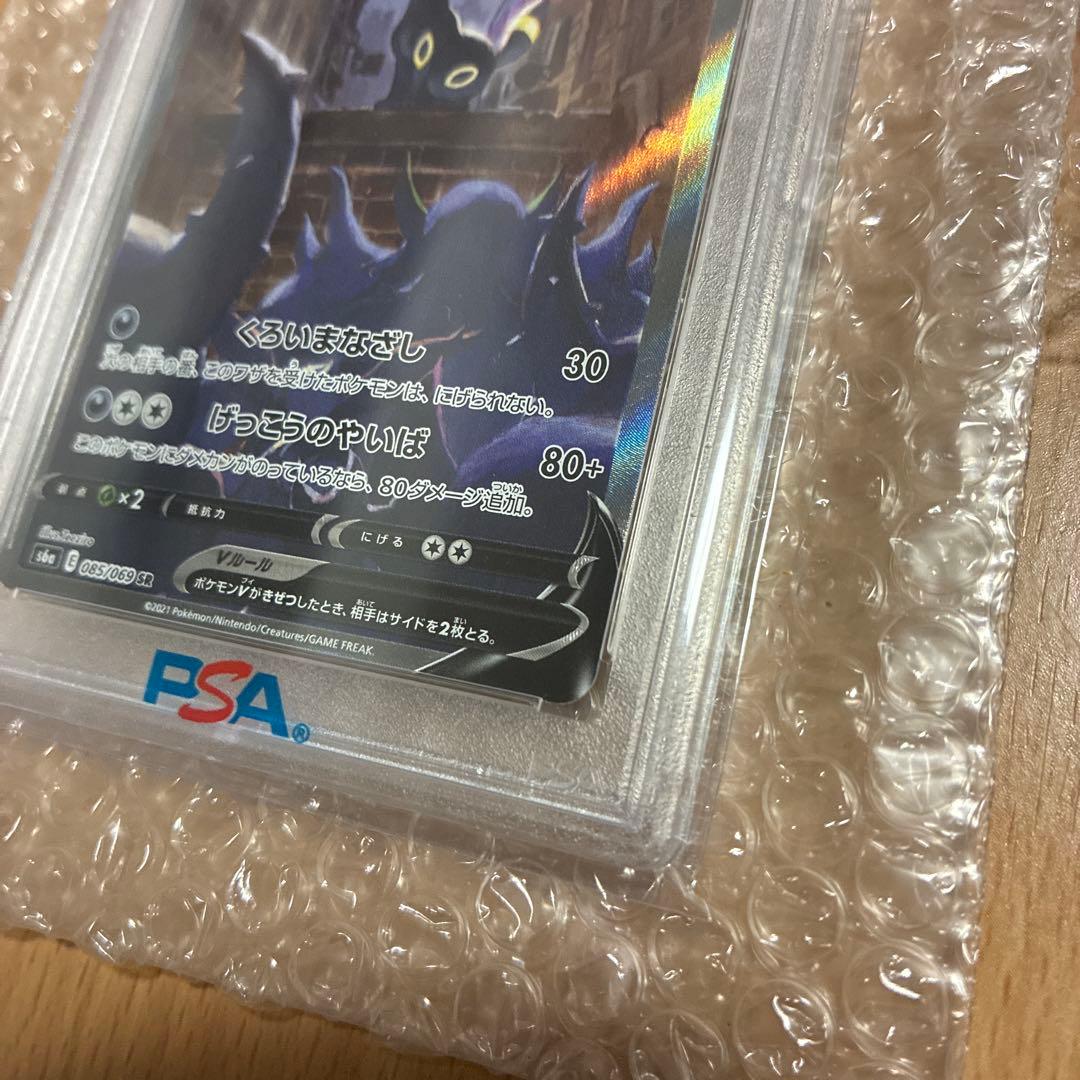 くろいまなざし 30
次の相手の番、このワザを受けたポケモンは、にげられない。
げっこうのやいば 80+
このポケモンにダメカンがのっているなら、80ダメージ追加。
弱点 ×2 抵抗力 にげる
s6a E 085/069 SR
Vルール
ポケモンVがきぜつしたとき、相手はサイドを2枚とる。
©2021 Pokémon/Nintendo/Creatures/GAME FREAK.
PSA®